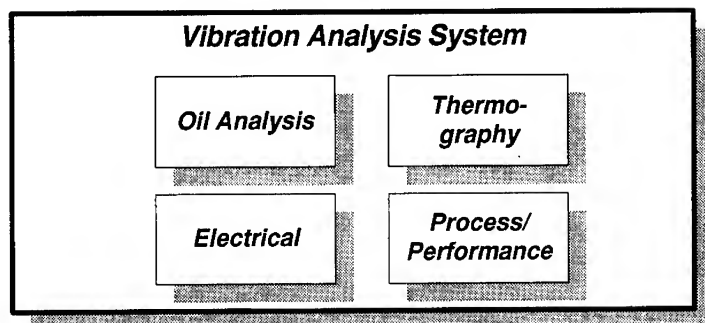 Vibration Analysis System
Oil Analysis
Thermo-
graphy
Electrical
Process/
Performance